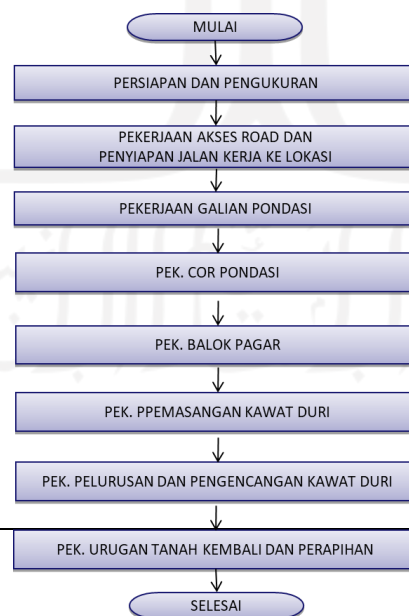 MULAI
PERSIAPAN DAN PENGUKURAN
PEKERJAAN AKSES ROAD DAN
PENYIAPAN JALAN KERJA KE LOKASI
PEKERJAAN GALIAN PONDASI
PEK. COR PONDASI
PEK. BALOK PAGAR
PEK. PPEMASANGAN KAWAT DURI
PEK. PELURUSAN DAN PENGENCANGAN KAWAT DURI
PEK. URUGAN TANAH KEMBALI DAN PERAPIHAN
SELESAI